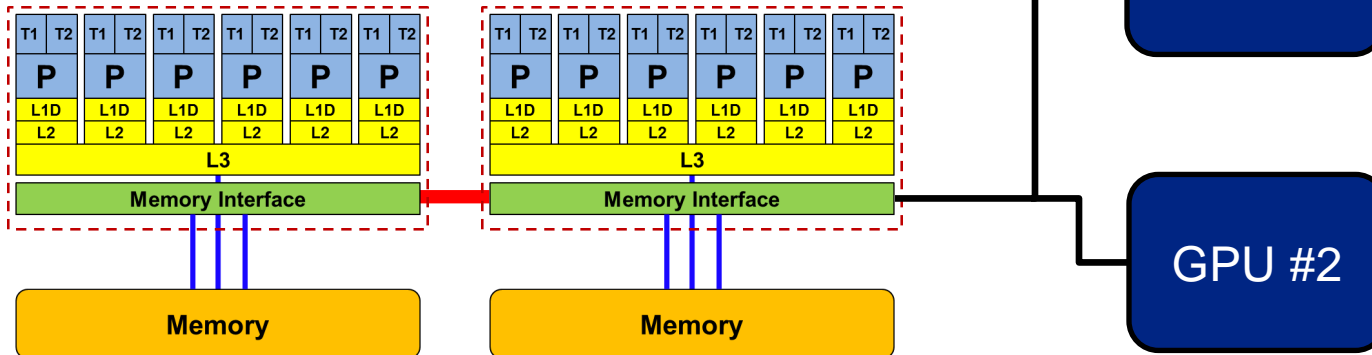 T1 T2 T1 T2 T1 T2 T1 T2 T1 T2 T1 T2 T1 T2 T1 T2 T1 T2 T1 T2 T1 T2 T1 T2
P P P P P P P P P P P P
L1D L1D L1D L1D L1D L1D L1D L1D L1D L1D L1D L1D
L2 L2 L2 L2 L2 L2 L2 L2 L2 L2 L2 L2
L3 L3
Memory Interface Memory Interface
GPU #2
Memory Memory